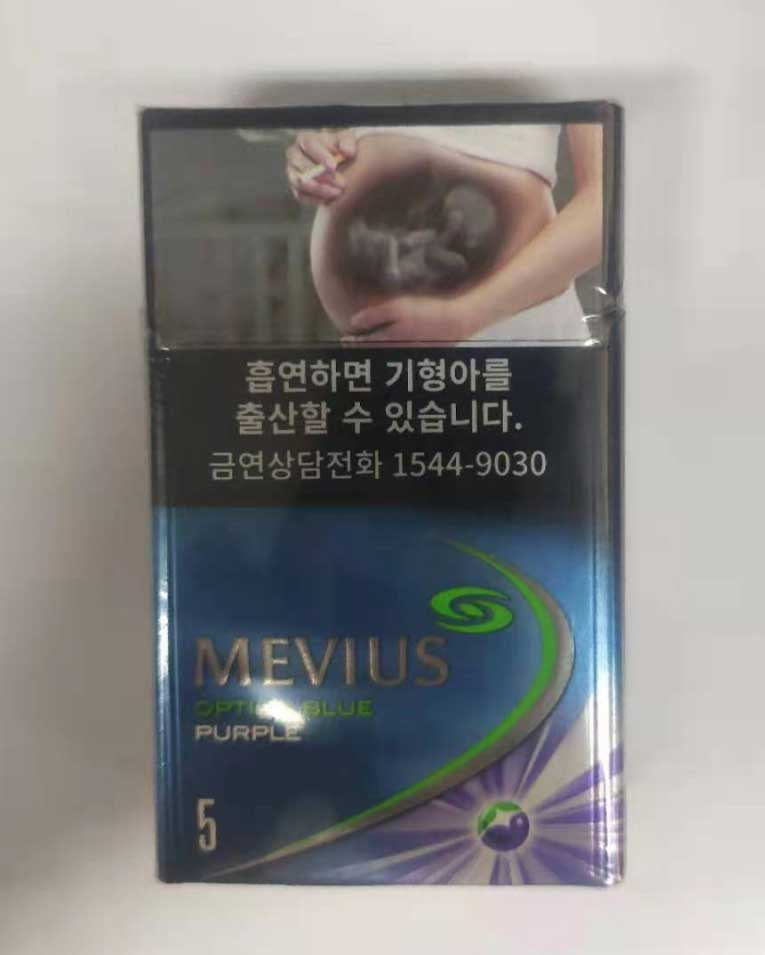 흡연하면 기형아를
출산할 수 있습니다.
금연상담전화 1544-9030
MEVIUS
BLUE
PURPLE
5